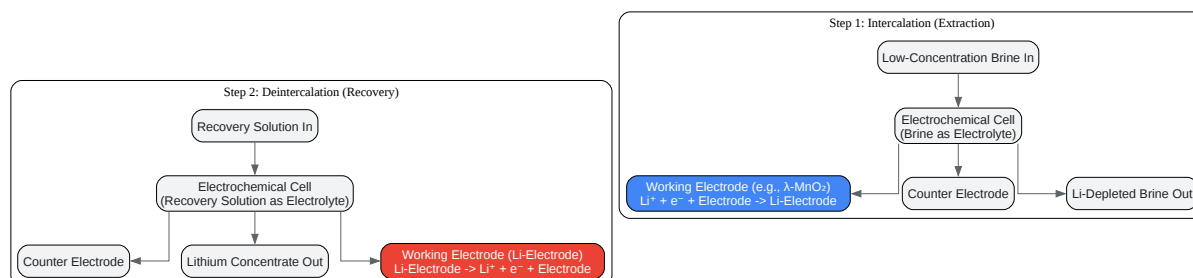 Step 1: Intercalation (Extraction)
Low-Concentration Brine In
Electrochemical Cell
(Brine as Electrolyte)
Working Electrode (e.g., λ-MnO₂)
Li⁺ + e⁻ + Electrode -> Li-Electrode
Counter Electrode
Li-Depleted Brine Out
Step 2: Deintercalation (Recovery)
Recovery Solution In
Electrochemical Cell
(Recovery Solution as Electrolyte)
Counter Electrode
Lithium Concentrate Out
Working Electrode (Li-Electrode)
Li-Electrode -> Li⁺ + e⁻ + Electrode